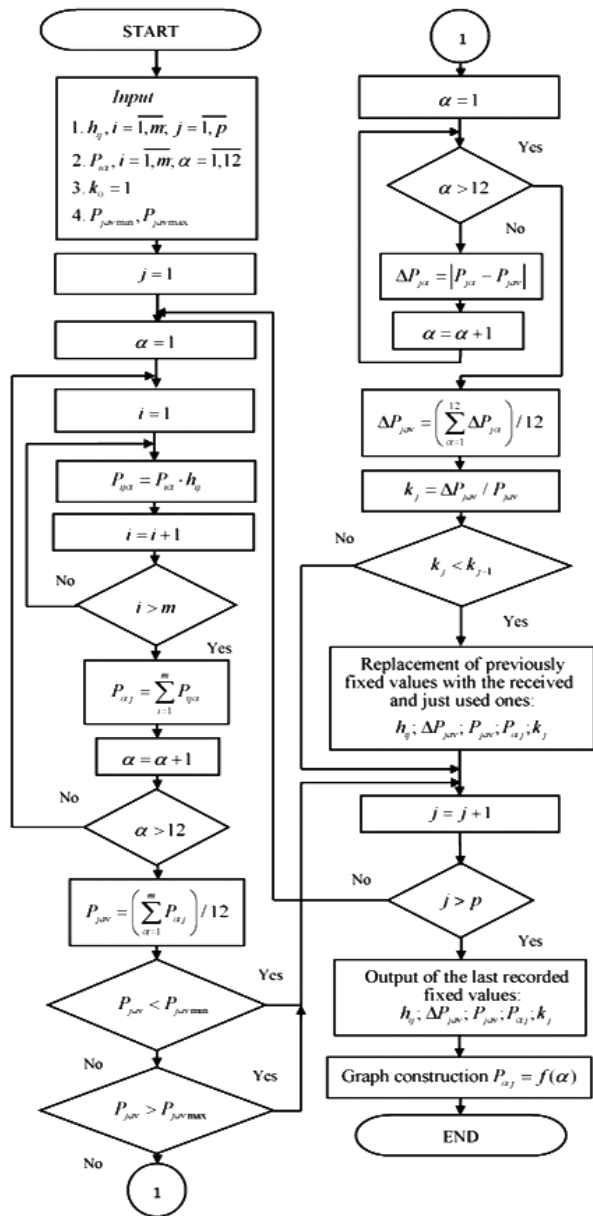 START
Input
1. h_ij, i = 1,m; j = 1,p
2. P_iα, i = 1,m; α = 1,12
3. k_0 = 1
4. P_javmin, P_javmax
j = 1
α = 1
i = 1
P_ijα = P_iα · h_ij
i = i + 1
No
i > m
Yes
P_αj = ∑_{i=1}^{m} P_ijα
α = α + 1
No
α > 12
P_jav = (∑_{α=1}^{m} P_αj) / 12
Yes
P_jav < P_javmin
No
Yes
P_jav > P_javmax
No
1
1
α = 1
Yes
α > 12
No
ΔP_jα = |P_jα − P_jav|
α = α + 1
ΔP_jav = (∑_{α=1}^{12} ΔP_jα) / 12
k_j = ΔP_jav / P_jav
No
k_j < k_j−1
Yes
Replacement of previously
fixed values with the received
and just used ones:
h_ij; ΔP_jav; P_jav; P_αj; k_j
j = j + 1
No
j > p
Yes
Output of the last recorded
fixed values:
h_ij; ΔP_jav; P_jav; P_αj; k_j
Graph construction P_αj = f(α)
END